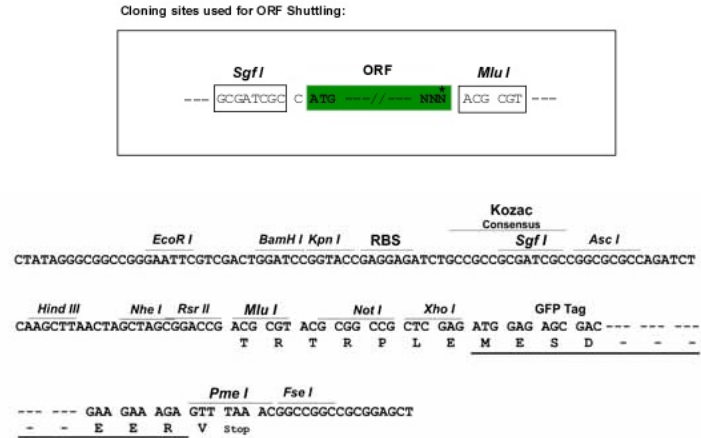 Cloning sites used for ORF Shuttling:
Sgf I ORF Mlu I
--- GCGATCGC C ATG ---//--- NNN* ACG CGT ---
Kozac
Consensus
EcoR I BamH I Kpn I RBS Sgf I Asc I
CTATAGGGCGGCCGGGAATTCGTCGACTGGATCCGGTACCGAGGAGATCTGCCGCCGCGATCGCCGGCGCGCCAGATCT
Hind III Nhe I Rsr II Mlu I Not I Xho I GFP Tag
CAAGCTTAACTAGCTAGCGGACCG ACG CGT ACG CGG CCG CTC GAG ATG GAG AGC GAC --- --- ---
T R T R P L E M E S D - - -
Pme I Fse I
--- --- GAA GAA AGA GTT TAA ACGGCCGGCCGCGGAGCT
- - E E R V Stop